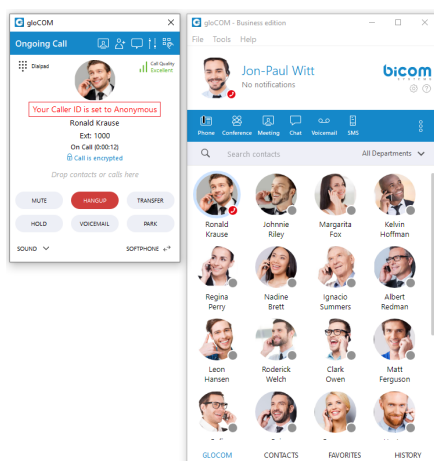 gloCOM
Ongoing Call
Dialpad
Call Quality
Excellent
Your Caller ID is set to Anonymous
Ronald Krause
Ext: 1000
On Call (0:00:12)
Call is encrypted
Drop contacts or calls here
MUTE HANGUP TRANSFER
HOLD VOICEMAIL PARK
SOUND SOFTPHONE
gloCOM - Business edition
File Tools Help
Jon-Paul Witt
No notifications
bicom
SYSTEMS
Phone Conference Meeting Chat Voicemail SMS
Search contacts All Departments
Ronald Johnnie Margarita Kelvin
Krause Riley Fox Hoffman
Regina Nadine Ignacio Albert
Perry Brett Summers Redman
Leon Roderick Clark Matt
Hansen Welch Owen Ferguson
GLOCOM CONTACTS FAVORITES HISTORY